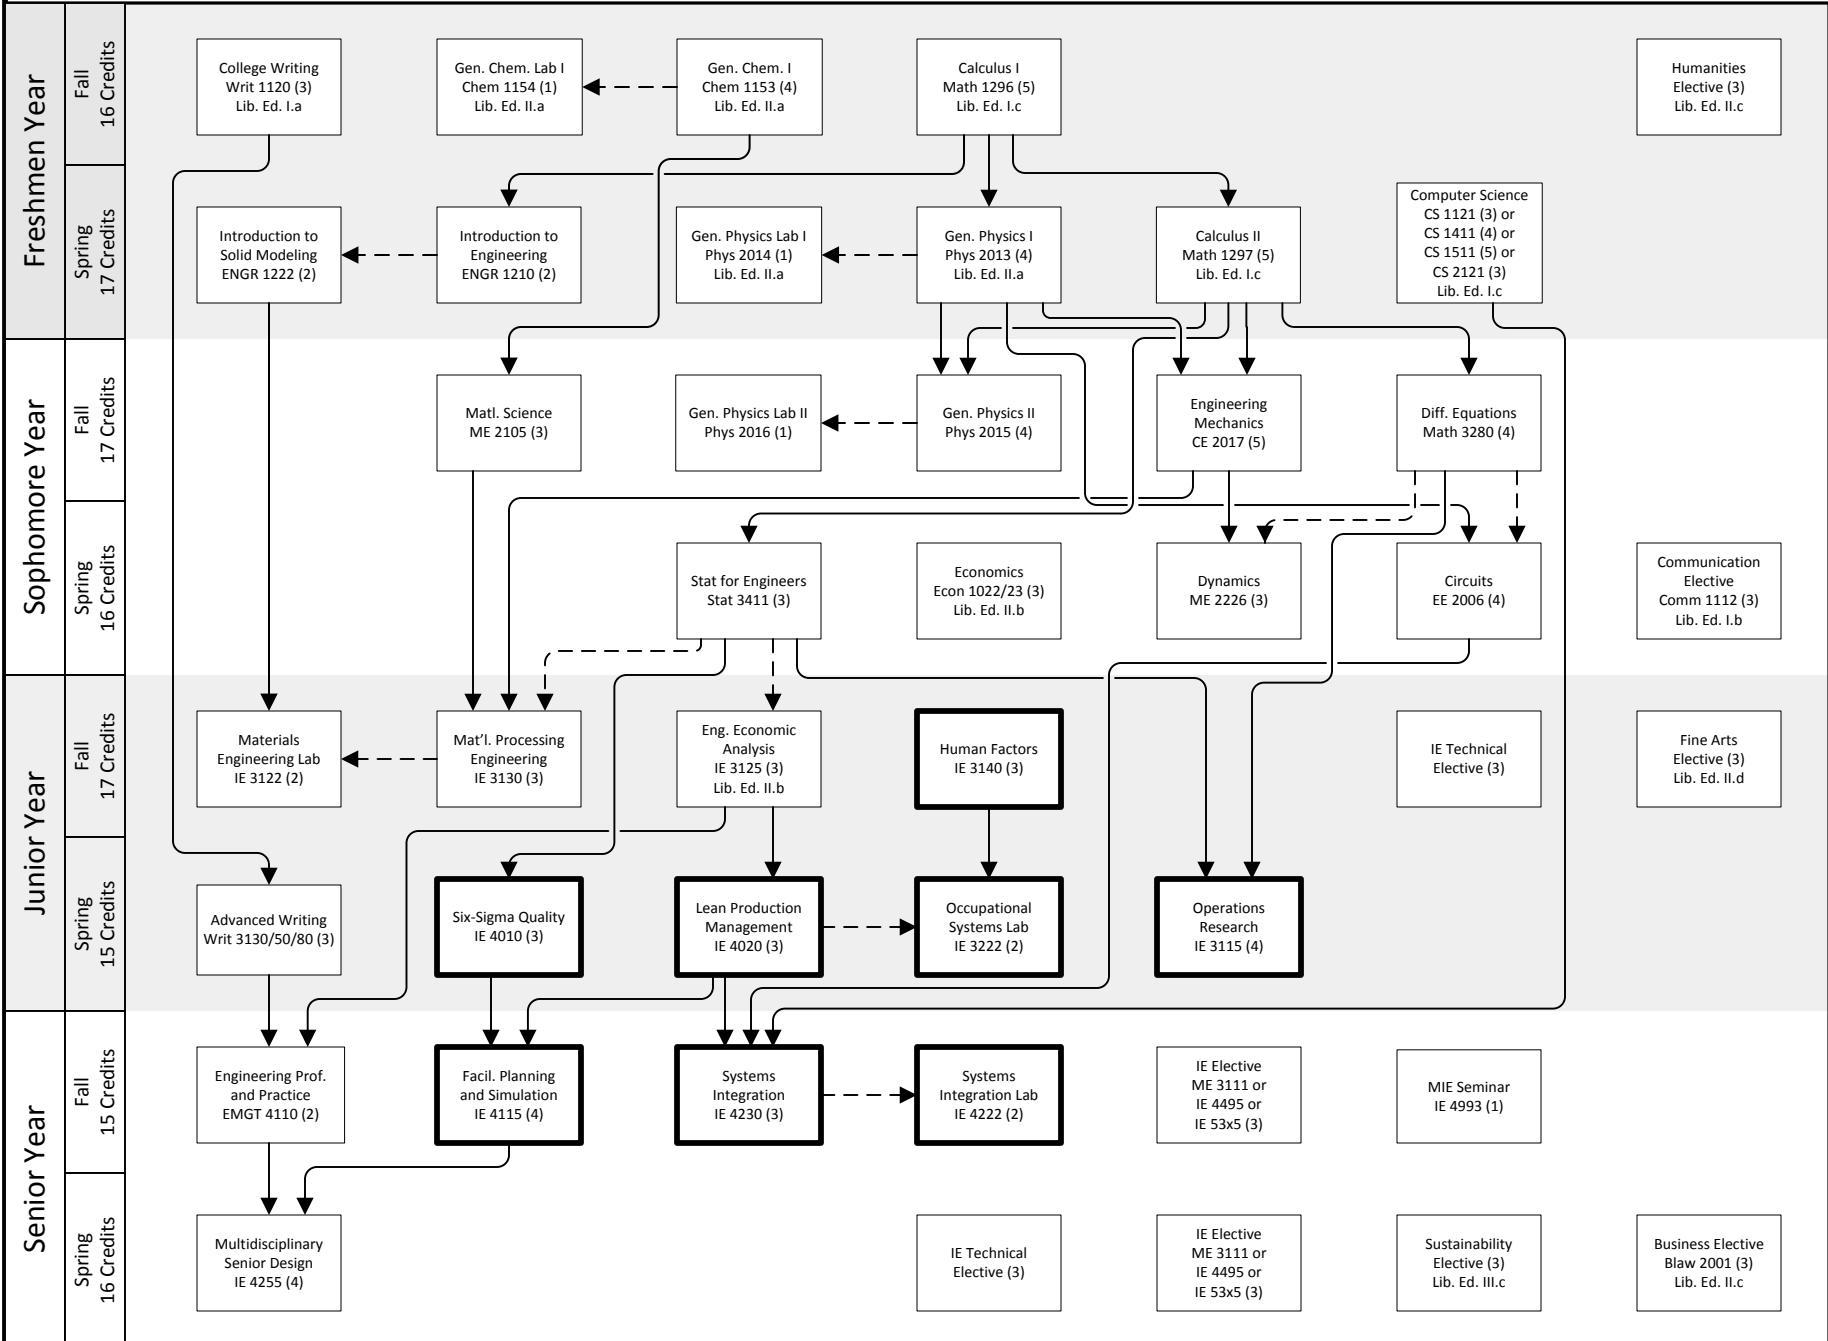 Freshmen Year
Fall
16 Credits
College Writing
Writ 1120 (3)
Lib. Ed. I.a
Gen. Chem. Lab I
Chem 1154 (1)
Lib. Ed. II.a
Gen. Chem. I
Chem 1153 (4)
Lib. Ed. II.a
Calculus I
Math 1296 (5)
Lib. Ed. I.c
Humanities
Elective (3)
Lib. Ed. II.c
Spring
17 Credits
Introduction to
Solid Modeling
ENGR 1222 (2)
Introduction to
Engineering
ENGR 1210 (2)
Gen. Physics Lab I
Phys 2014 (1)
Lib. Ed. II.a
Gen. Physics I
Phys 2013 (4)
Lib. Ed. II.a
Calculus II
Math 1297 (5)
Lib. Ed. I.c
Computer Science
CS 1121 (3) or
CS 1411 (4) or
CS 1511 (5) or
CS 2121 (3)
Lib. Ed. I.c
Sophomore Year
Fall
17 Credits
Matl. Science
ME 2105 (3)
Gen. Physics Lab II
Phys 2016 (1)
Gen. Physics II
Phys 2015 (4)
Engineering
Mechanics
CE 2017 (5)
Diff. Equations
Math 3280 (4)
Spring
16 Credits
Stat for Engineers
Stat 3411 (3)
Economics
Econ 1022/23 (3)
Lib. Ed. II.b
Dynamics
ME 2226 (3)
Circuits
EE 2006 (4)
Communication
Elective
Comm 1112 (3)
Lib. Ed. I.b
Junior Year
Fall
17 Credits
Materials
Engineering Lab
IE 3122 (2)
Mat’l. Processing
Engineering
IE 3130 (3)
Eng. Economic
Analysis
IE 3125 (3)
Lib. Ed. II.b
Human Factors
IE 3140 (3)
IE Technical
Elective (3)
Fine Arts
Elective (3)
Lib. Ed. II.d
Spring
15 Credits
Advanced Writing
Writ 3130/50/80 (3)
Six-Sigma Quality
IE 4010 (3)
Lean Production
Management
IE 4020 (3)
Occupational
Systems Lab
IE 3222 (2)
Operations
Research
IE 3115 (4)
Senior Year
Fall
15 Credits
Engineering Prof.
and Practice
EMGT 4110 (2)
Facil. Planning
and Simulation
IE 4115 (4)
Systems
Integration
IE 4230 (3)
Systems
Integration Lab
IE 4222 (2)
IE Elective
ME 3111 or
IE 4495 or
IE 53x5 (3)
MIE Seminar
IE 4993 (1)
Spring
16 Credits
Multidisciplinary
Senior Design
IE 4255 (4)
IE Technical
Elective (3)
IE Elective
ME 3111 or
IE 4495 or
IE 53x5 (3)
Sustainability
Elective (3)
Lib. Ed. III.c
Business Elective
Blaw 2001 (3)
Lib. Ed. II.c